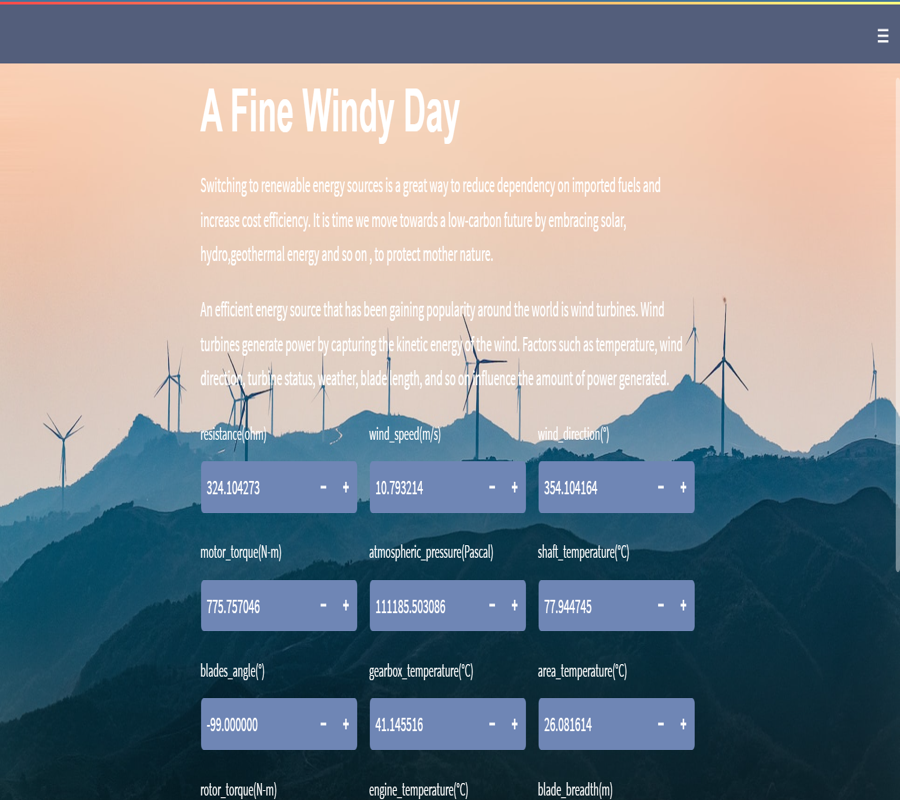 A Fine Windy Day
Switching to renewable energy sources is a great way to reduce dependency on imported fuels and
increase cost efficiency. It is time we move towards a low-carbon future by embracing solar,
hydro,geothermal energy and so on , to protect mother nature.
An efficient energy source that has been gaining popularity around the world is wind turbines. Wind
turbines generate power by capturing the kinetic energy of the wind. Factors such as temperature, wind
direction, turbine status, weather, blade length, and so on influence the amount of power generated.
resistance(ohm) wind_speed(m/s) wind_direction(°)
324.104273 − + 10.793214 − + 354.104164 − +
motor_torque(N-m) atmospheric_pressure(Pascal) shaft_temperature(°C)
775.757046 − + 111185.503086 − + 77.944745 − +
blades_angle(°) gearbox_temperature(°C) area_temperature(°C)
-99.000000 − + 41.145516 − + 26.081614 − +
rotor_torque(N-m) engine_temperature(°C) blade_breadth(m)